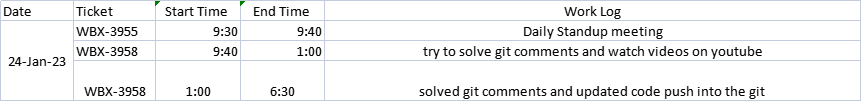 Date Ticket Start Time End Time Work Log
WBX-3955 9:30 9:40 Daily Standup meeting
WBX-3958 9:40 1:00 try to solve git comments and watch videos on youtube
24-Jan-23
WBX-3958 1:00 6:30 solved git comments and updated code push into the git